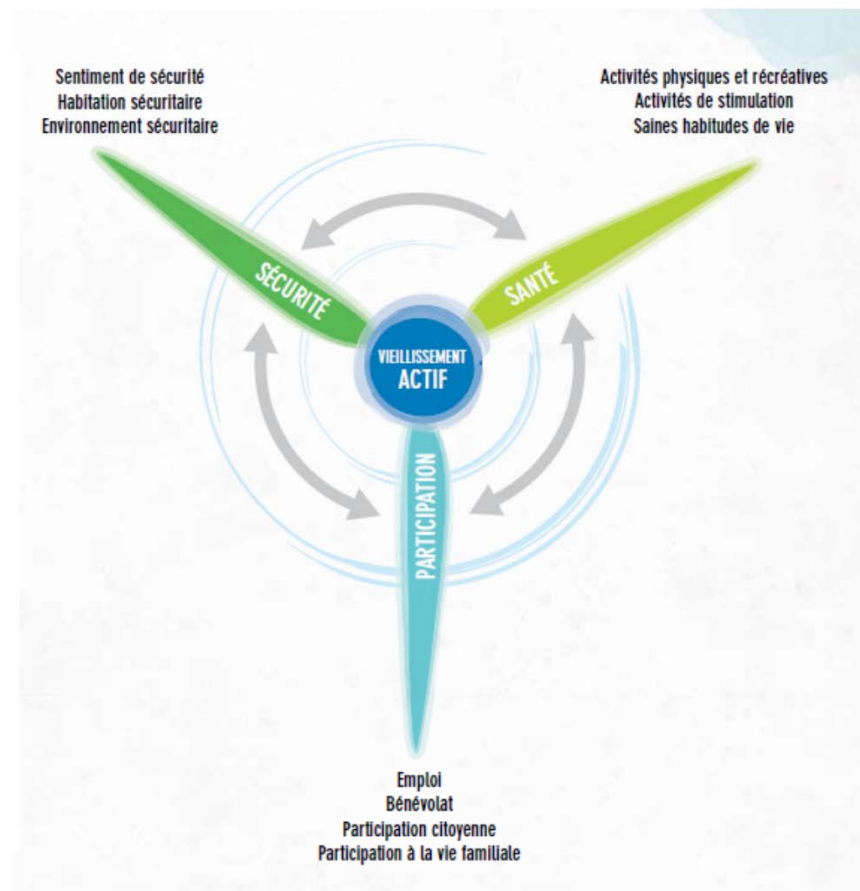 Sentiment de sécurité
Habitation sécuritaire
Environnement sécuritaire
Activités physiques et récréatives
Activités de stimulation
Saines habitudes de vie
SÉCURITÉ
SANTÉ
VIEILLISSEMENT
ACTIF
PARTICIPATION
Emploi
Bénévolat
Participation citoyenne
Participation à la vie familiale